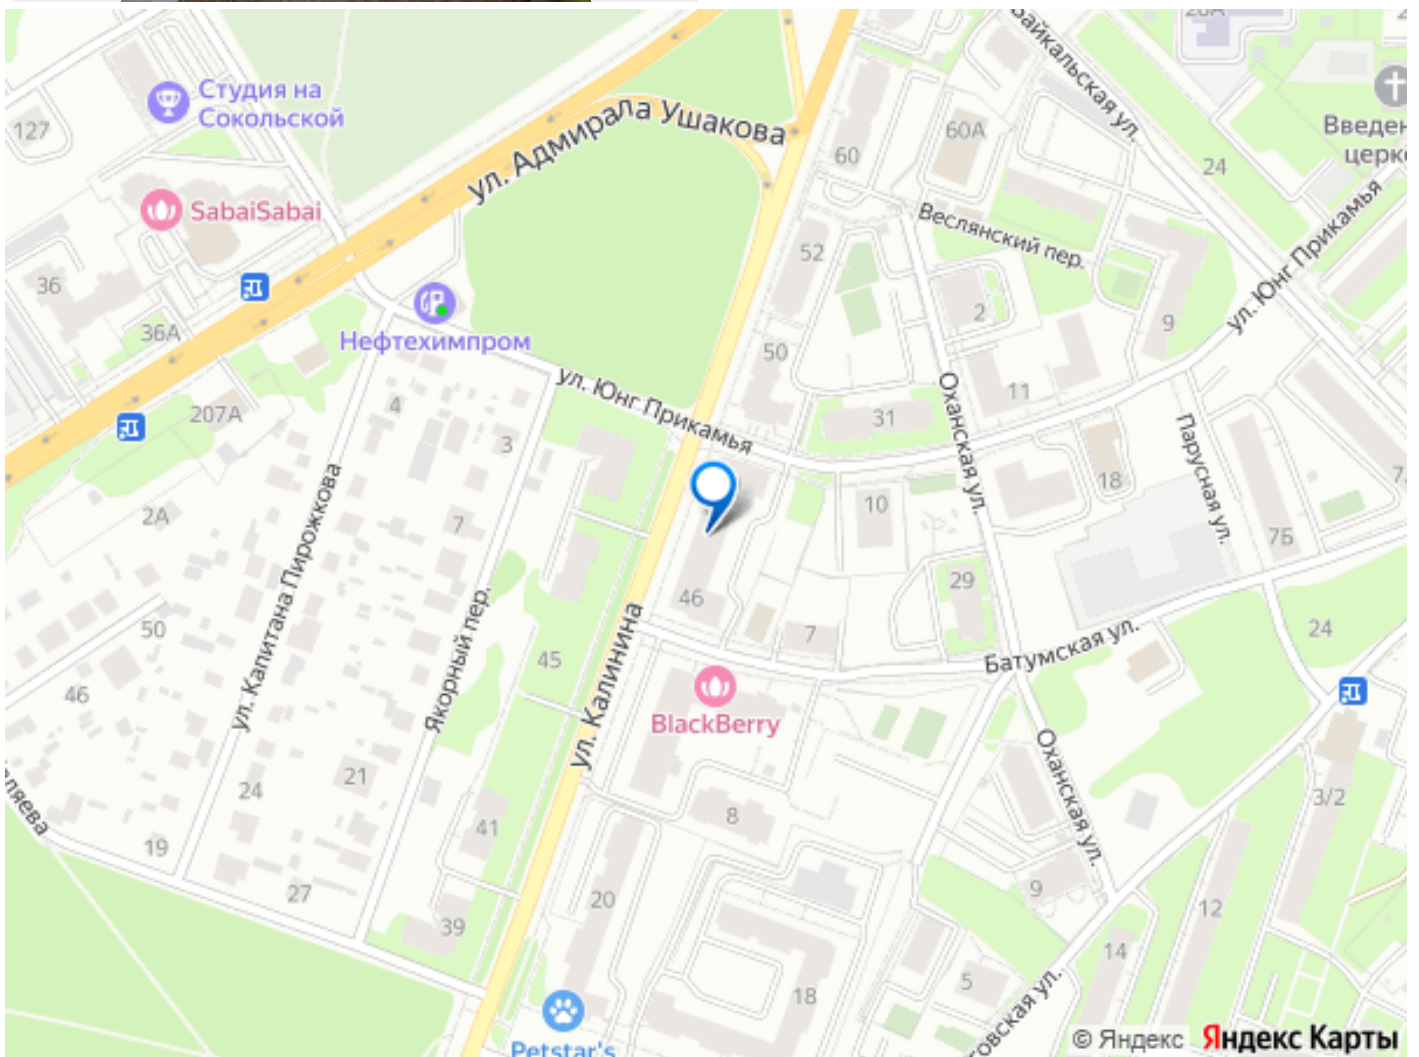 28А
Байкальская ул.
Студия на
Сокольской
127
ул. Адмирала Ушакова
60А
60
24
Введен
церк
SabaiSabai
Веслянский пер.
ул. Юнг Прикамья
52
36
2
9
36А
Нефтехимпром
50
ул. Юнг Прикамья
Оханская ул.
11
4
207А
31
3
Парусная ул.
18
2А
7
10
7Б
ул. Капитана Пирожкова
Якорный пер.
29
46
50
7
24
ул. Калинина
Батумская ул.
45
46
BlackBerry
Оханская ул.
ляева
24
21
8
3/2
41
19
27
20
9
12
39
14
5
18
овская ул.
Petstar's
© Яндекс Яндекс Карты